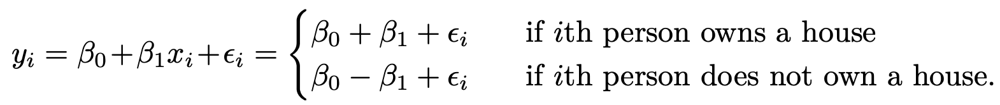 yᵢ = β₀+β₁xᵢ+ϵᵢ = { β₀ + β₁ + ϵᵢ if ith person owns a house
β₀ − β₁ + ϵᵢ if ith person does not own a house.